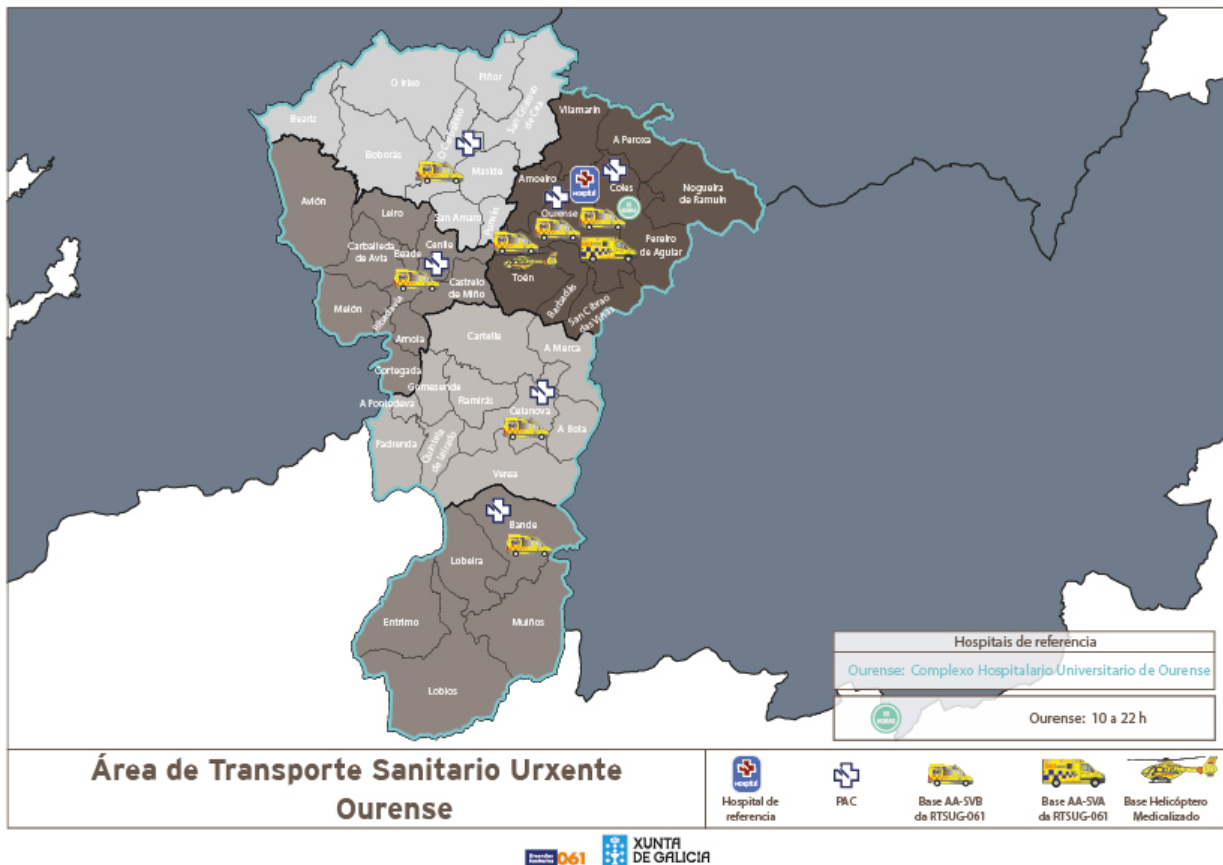 O Irixo
Piñor
San Cristovo
de Cea
Beariz
O Carballiño
Boborás
Maside
Vilamarín
A Peroxa
Amoeiro
Hospital
Coles
Nogueira
de Ramuín
Avión
Leiro
San Amaro
Punxín
Ourense
Cenlle
Carballeda
de Avia
Beade
Pereiro
de Aguiar
Toén
Castrelo
de Miño
Barbadás
San Cibrao
das Viñas
Melón
Ribadavia
Arnoia
Cartelle
A Merca
Cortegada
Gomesende
A Pontedeva
Ramirás
Celanova
A Bola
Padrenda
Quintela
de Leirado
Verea
Bande
Lobeira
Entrimo
Muíños
Lobios
Hospitais de referencia
Ourense: Complexo Hospitalario Universitario de Ourense
Ourense: 10 a 22 h
Área de Transporte Sanitario Urxente
Ourense
Hospital
Hospital de
referencia
PAC
Base AA-SVB
da RTSUG-061
Base AA-SVA
da RTSUG-061
Base Helicóptero
Medicalizado
061
XUNTA
DE GALICIA